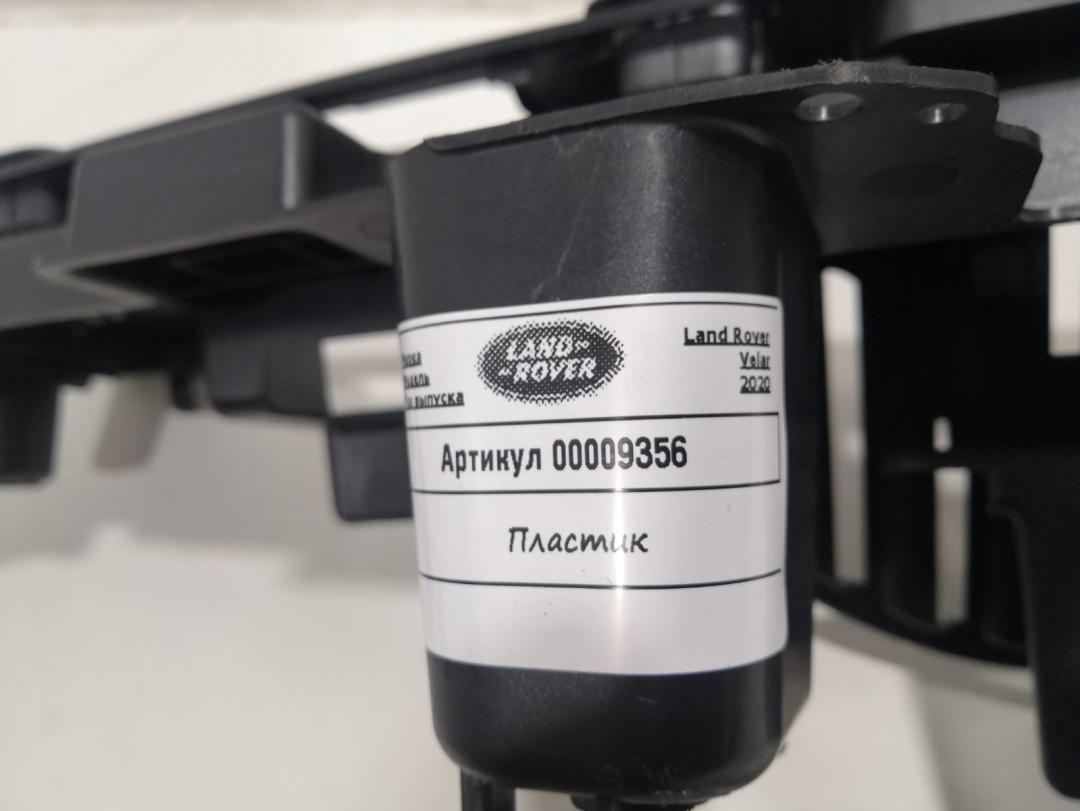 LAND
ROVER
Land Rover
Velar
выпуска 2020
Артикул 00009356
Пластик